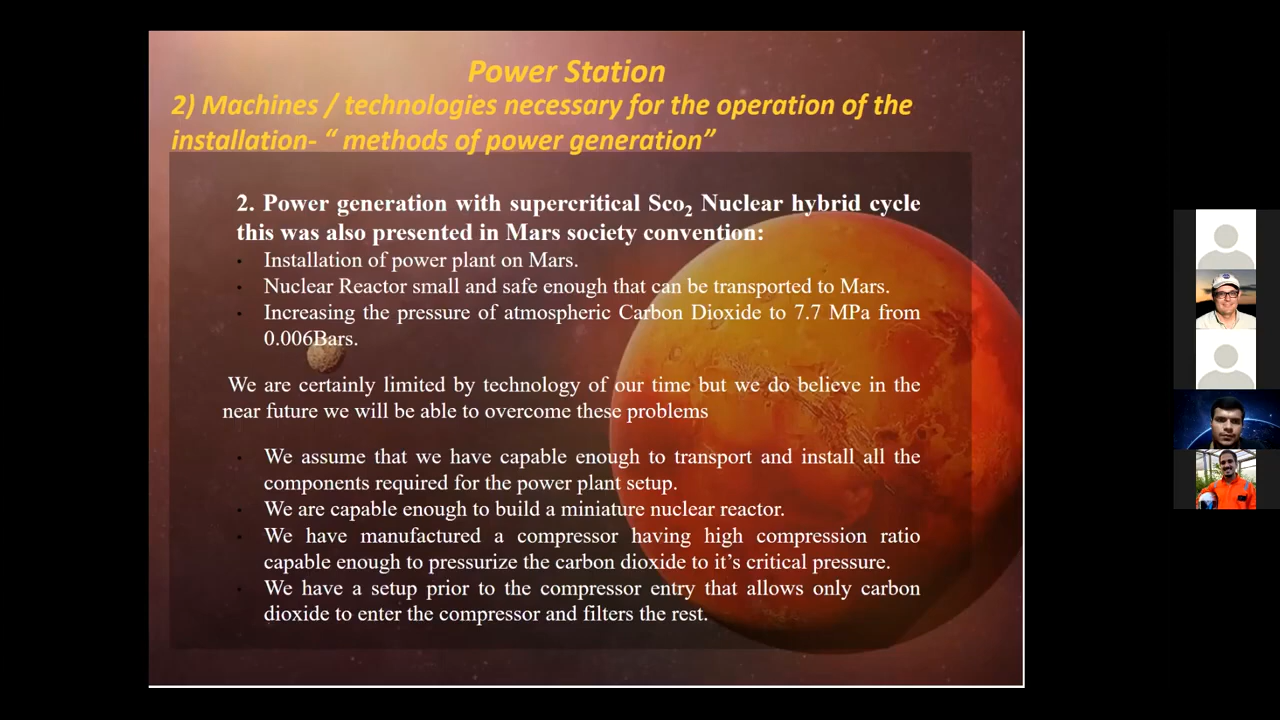 Power Station
2) Machines / technologies necessary for the operation of the
installation- “ methods of power generation”
2. Power generation with supercritical Sco₂ Nuclear hybrid cycle
this was also presented in Mars society convention:
· Installation of power plant on Mars.
· Nuclear Reactor small and safe enough that can be transported to Mars.
· Increasing the pressure of atmospheric Carbon Dioxide to 7.7 MPa from
0.006Bars.
We are certainly limited by technology of our time but we do believe in the
near future we will be able to overcome these problems
· We assume that we have capable enough to transport and install all the
components required for the power plant setup.
· We are capable enough to build a miniature nuclear reactor.
· We have manufactured a compressor having high compression ratio
capable enough to pressurize the carbon dioxide to it’s critical pressure.
· We have a setup prior to the compressor entry that allows only carbon
dioxide to enter the compressor and filters the rest.